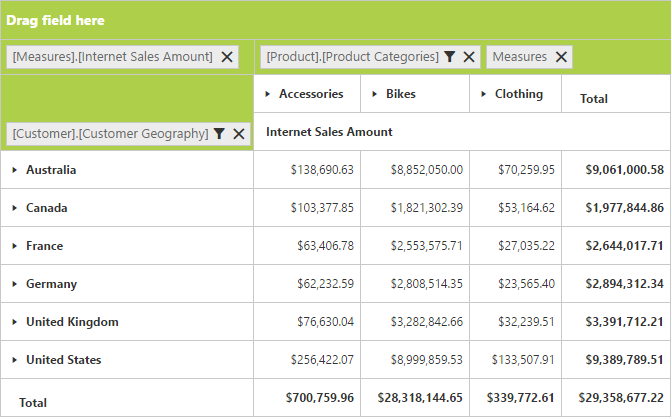 Drag field here
[Measures].[Internet Sales Amount] [Product].[Product Categories] Measures
Accessories Bikes Clothing Total
[Customer].[Customer Geography] Internet Sales Amount
Australia $138,690.63 $8,852,050.00 $70,259.95 $9,061,000.58
Canada $103,377.85 $1,821,302.39 $53,164.62 $1,977,844.86
France $63,406.78 $2,553,575.71 $27,035.22 $2,644,017.71
Germany $62,232.59 $2,808,514.35 $23,565.40 $2,894,312.34
United Kingdom $76,630.04 $3,282,842.66 $32,239.51 $3,391,712.21
United States $256,422.07 $8,999,859.53 $133,507.91 $9,389,789.51
Total $700,759.96 $28,318,144.65 $339,772.61 $29,358,677.22